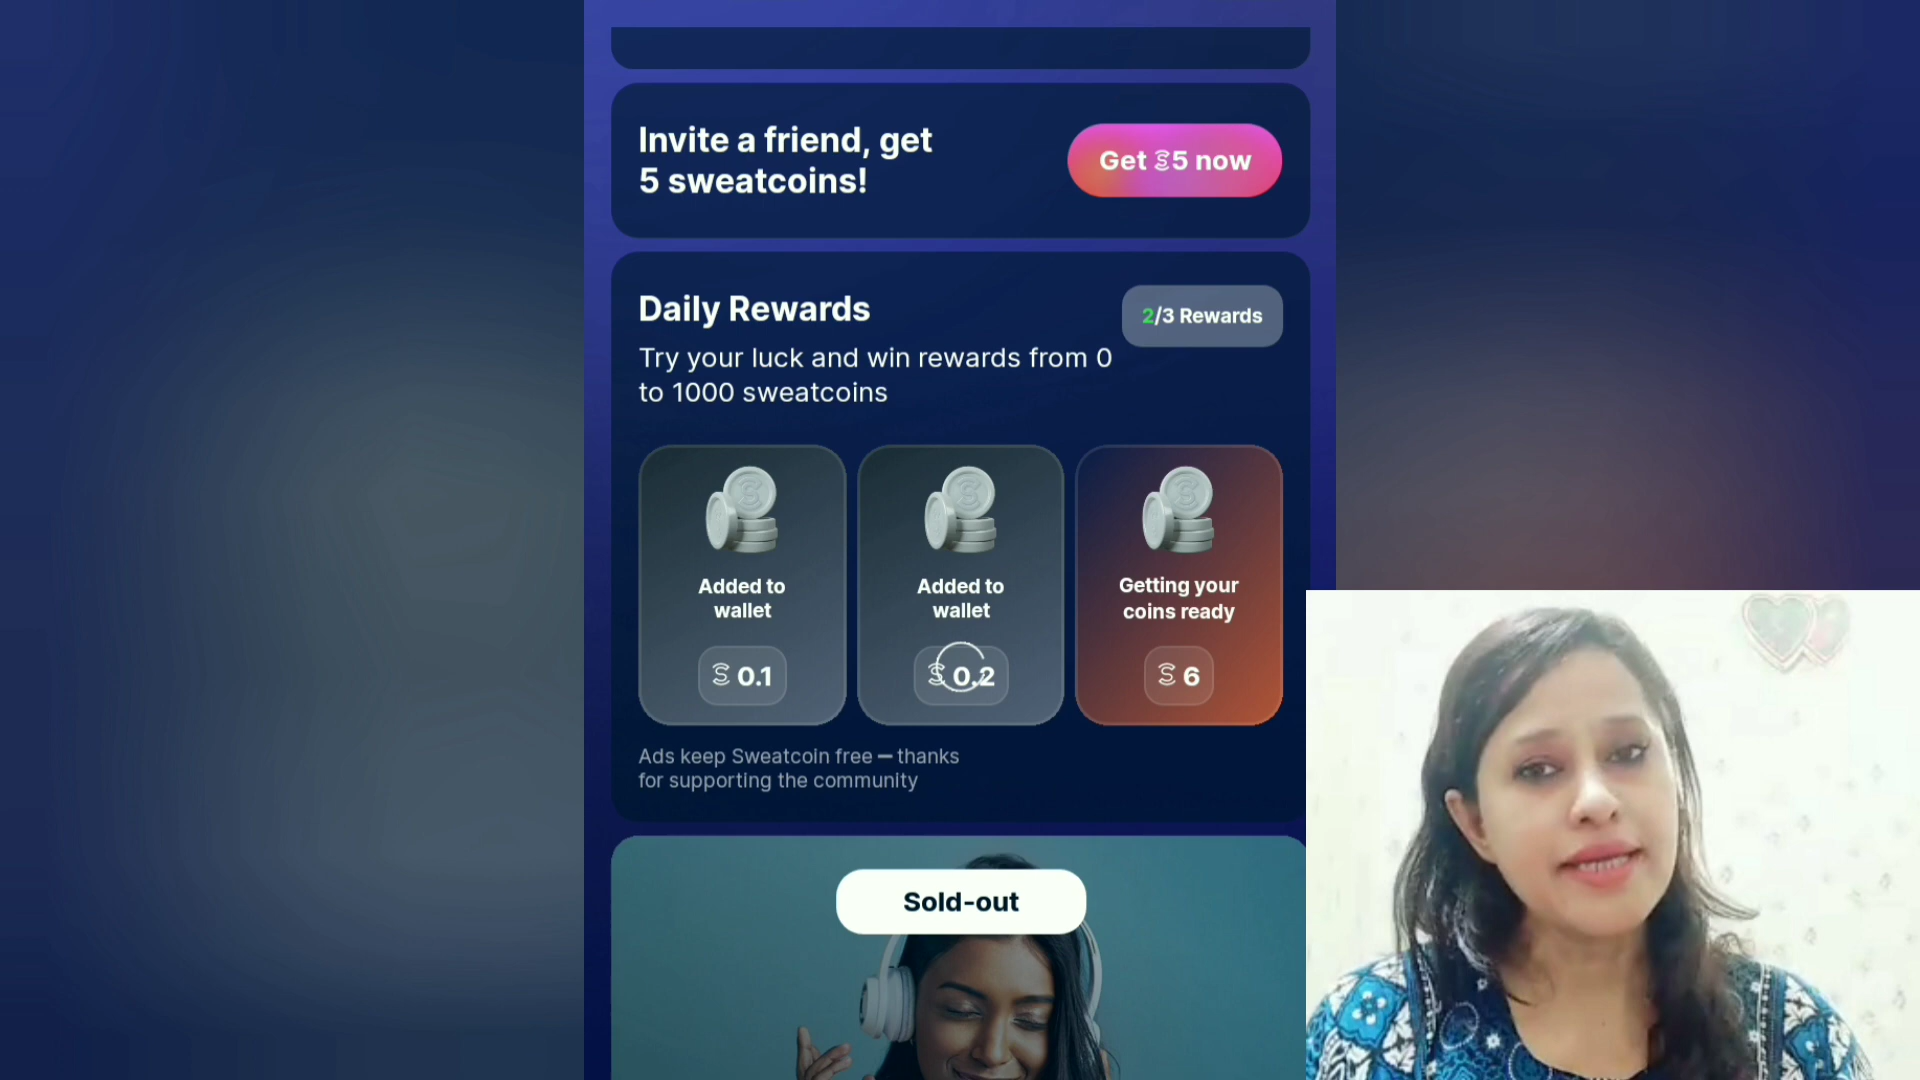 Invite a friend, get
5 sweatcoins!
Get 5 now
Daily Rewards
2/3 Rewards
Try your luck and win rewards from 0
to 1000 sweatcoins
Added to
wallet
0.1
Added to
wallet
0.2
Getting your
coins ready
6
Ads keep Sweatcoin free — thanks
for supporting the community
Sold-out